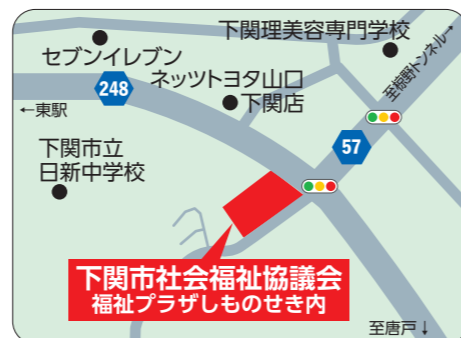 下関理美容専門学校
セブンイレブン
ネッツトヨタ山口
下関店
248
←東駅
至椋野トンネル→
57
下関市立
日新中学校
下関市社会福祉協議会
福祉プラザしものせき内
至唐戸↓